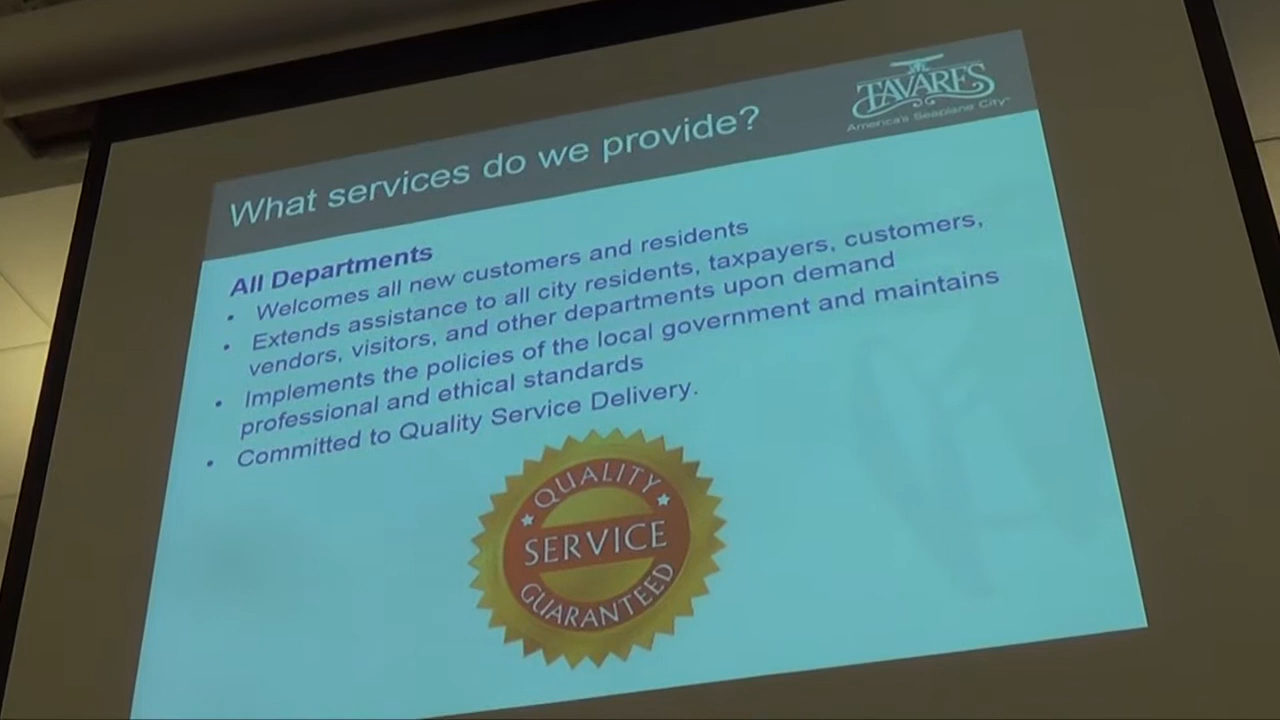 TAVARES
America's Seaplane City
What services do we provide?
All Departments
• Welcomes all new customers and residents
• Extends assistance to all city residents, taxpayers, customers,
vendors, visitors, and other departments upon demand
• Implements the policies of the local government and maintains
professional and ethical standards
• Committed to Quality Service Delivery.
QUALITY
SERVICE
GUARANTEED